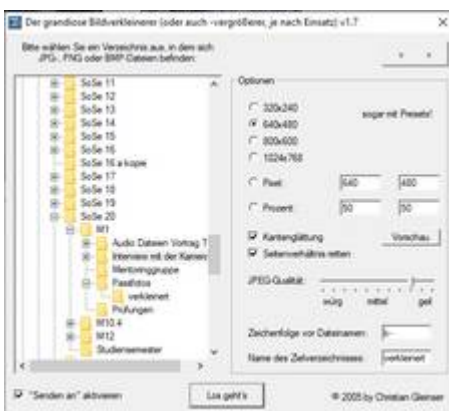 Der grandiose Bildverkleinerer (oder auch -vergrößerer, je nach Einsatz) v1.7
Bitte wählen Sie ein Verzeichnis aus, in dem sich
JPG-, PNG oder BMP-Dateien befinden:
SoSe 11
SoSe 12
SoSe 13
SoSe 14
SoSe 15
SoSe 16
SoSe 16 a kopie
SoSe 17
SoSe 18
SoSe 19
SoSe 20
M1
Audio Dateien Vortrag T
Interview mit der Kamera
Mentoringgruppe
Passfotos
verkleinert
Prüfungen
M10.4
M12
Studiensemester
"Senden an" aktivieren
Los geht's
Optionen
320x240
640x480
800x600
1024x768
sogar mit Presets!
Pixel: 640 480
Prozent: 50 50
Kantenglättung
Vorschau
Seitenverhältnis retten
JPEG-Qualität:
würg mittel geil
Zeichenfolge vor Dateinamen: k-
Name des Zielverzeichnisses: verkleinert
© 2005 by Christian